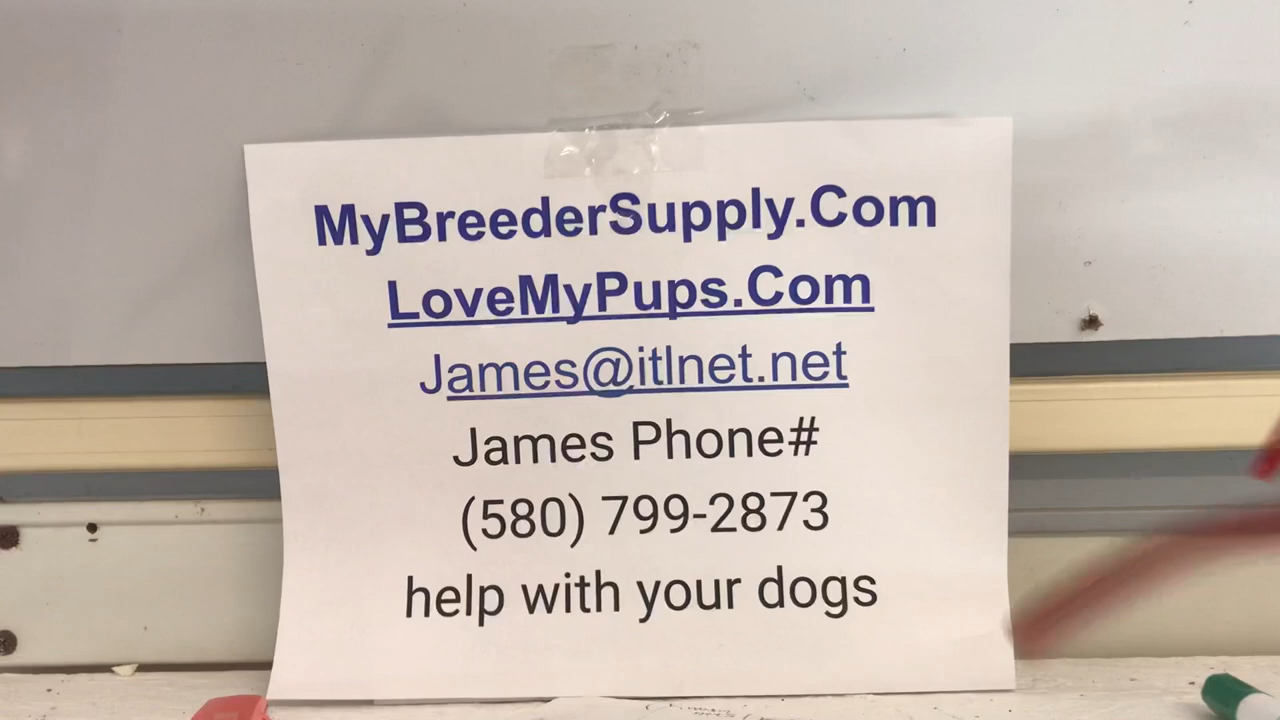 MyBreederSupply.Com
LoveMyPups.Com
James@itlnet.net
James Phone#
(580) 799-2873
help with your dogs